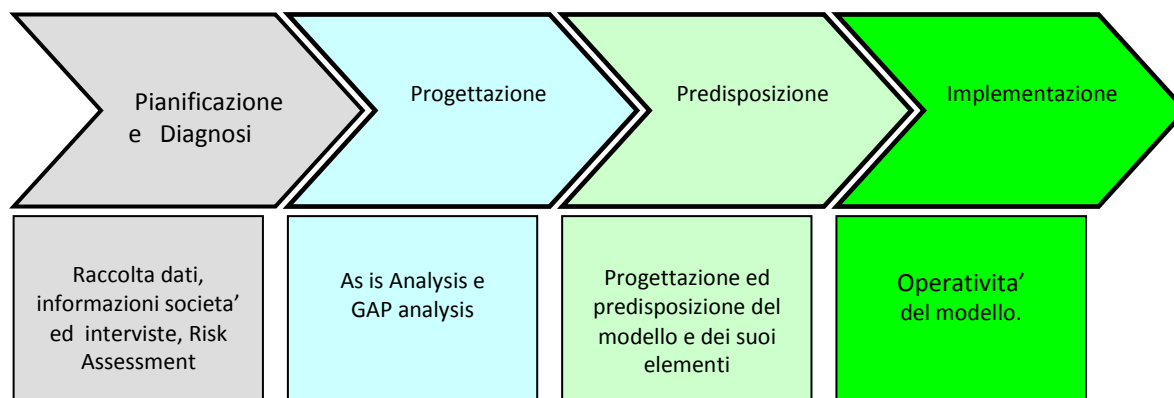 Pianificazione
e Diagnosi
Progettazione
Predisposizione
Implementazione
Raccolta dati,
informazioni societa’
ed interviste, Risk
Assessment
As is Analysis e
GAP analysis
Progettazione ed
predisposizione del
modello e dei suoi
elementi
Operativita’
del modello.